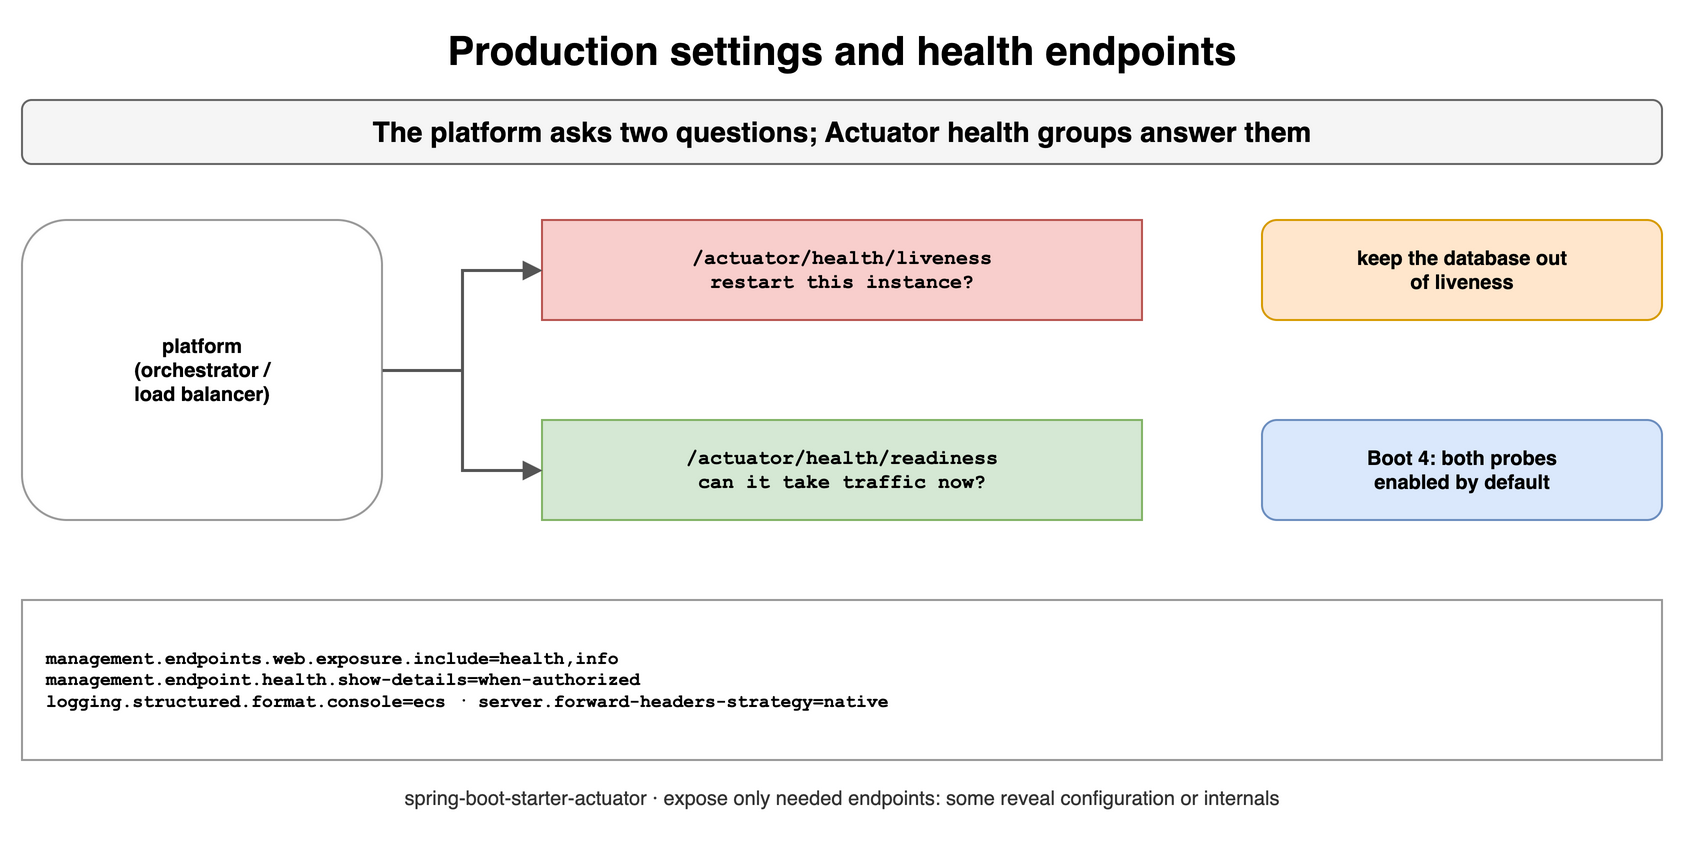 Production settings and health endpoints
The platform asks two questions; Actuator health groups answer them
platform
(orchestrator /
load balancer)
/actuator/health/liveness
restart this instance?
keep the database out
of liveness
/actuator/health/readiness
can it take traffic now?
Boot 4: both probes
enabled by default
management.endpoints.web.exposure.include=health,info
management.endpoint.health.show-details=when-authorized
logging.structured.format.console=ecs · server.forward-headers-strategy=native
spring-boot-starter-actuator · expose only needed endpoints: some reveal configuration or internals